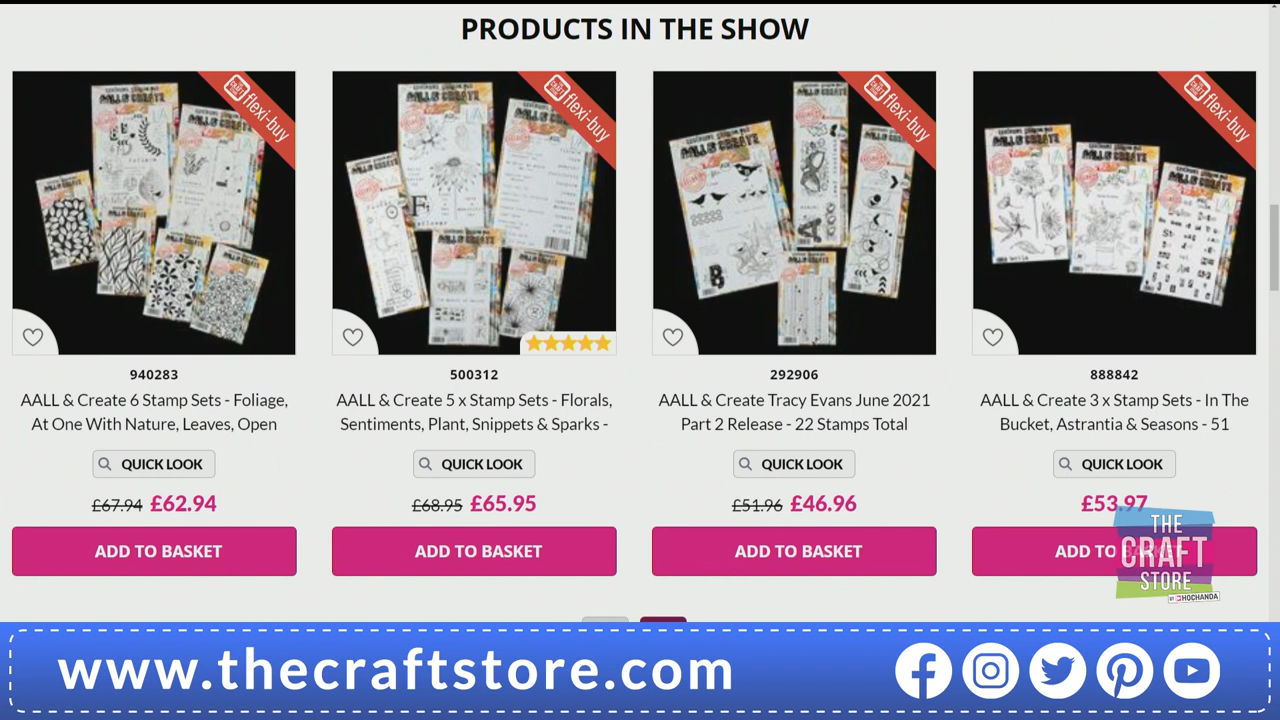 PRODUCTS IN THE SHOW
flexi-buy
flexi-buy
flexi-buy
flexi-buy
940283
AALL & Create 6 Stamp Sets - Foliage,
At One With Nature, Leaves, Open
QUICK LOOK
£67.94 £62.94
ADD TO BASKET
500312
AALL & Create 5 x Stamp Sets - Florals,
Sentiments, Plant, Snippets & Sparks -
QUICK LOOK
£68.95 £65.95
ADD TO BASKET
292906
AALL & Create Tracy Evans June 2021
Part 2 Release - 22 Stamps Total
QUICK LOOK
£51.96 £46.96
ADD TO BASKET
888842
AALL & Create 3 x Stamp Sets - In The
Bucket, Astrantia & Seasons - 51
QUICK LOOK
£53.97
ADD TO
THE
CRAFT
STORE
BY HOCHANDA
www.thecraftstore.com